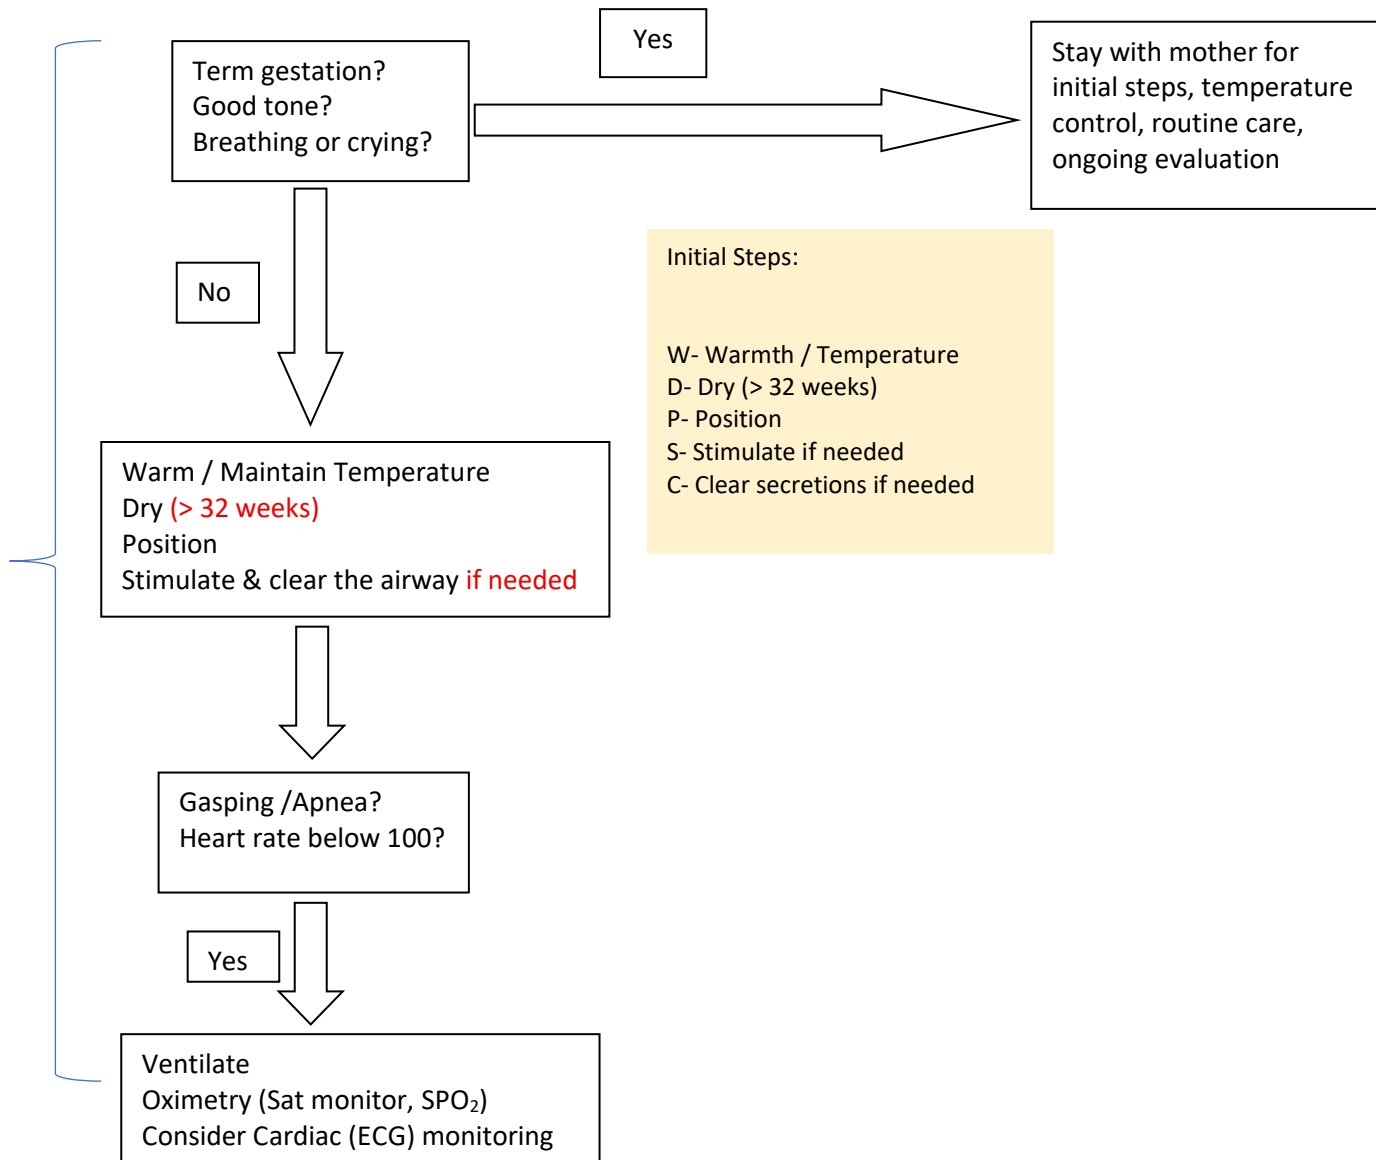 Term gestation?
Good tone?
Breathing or crying?
Yes
Stay with mother for
initial steps, temperature
control, routine care,
ongoing evaluation
No
Initial Steps:
W- Warmth / Temperature
D- Dry (> 32 weeks)
P- Position
S- Stimulate if needed
C- Clear secretions if needed
Warm / Maintain Temperature
Dry (> 32 weeks)
Position
Stimulate & clear the airway if needed
Gasping /Apnea?
Heart rate below 100?
Yes
Ventilate
Oximetry (Sat monitor, SPO₂)
Consider Cardiac (ECG) monitoring